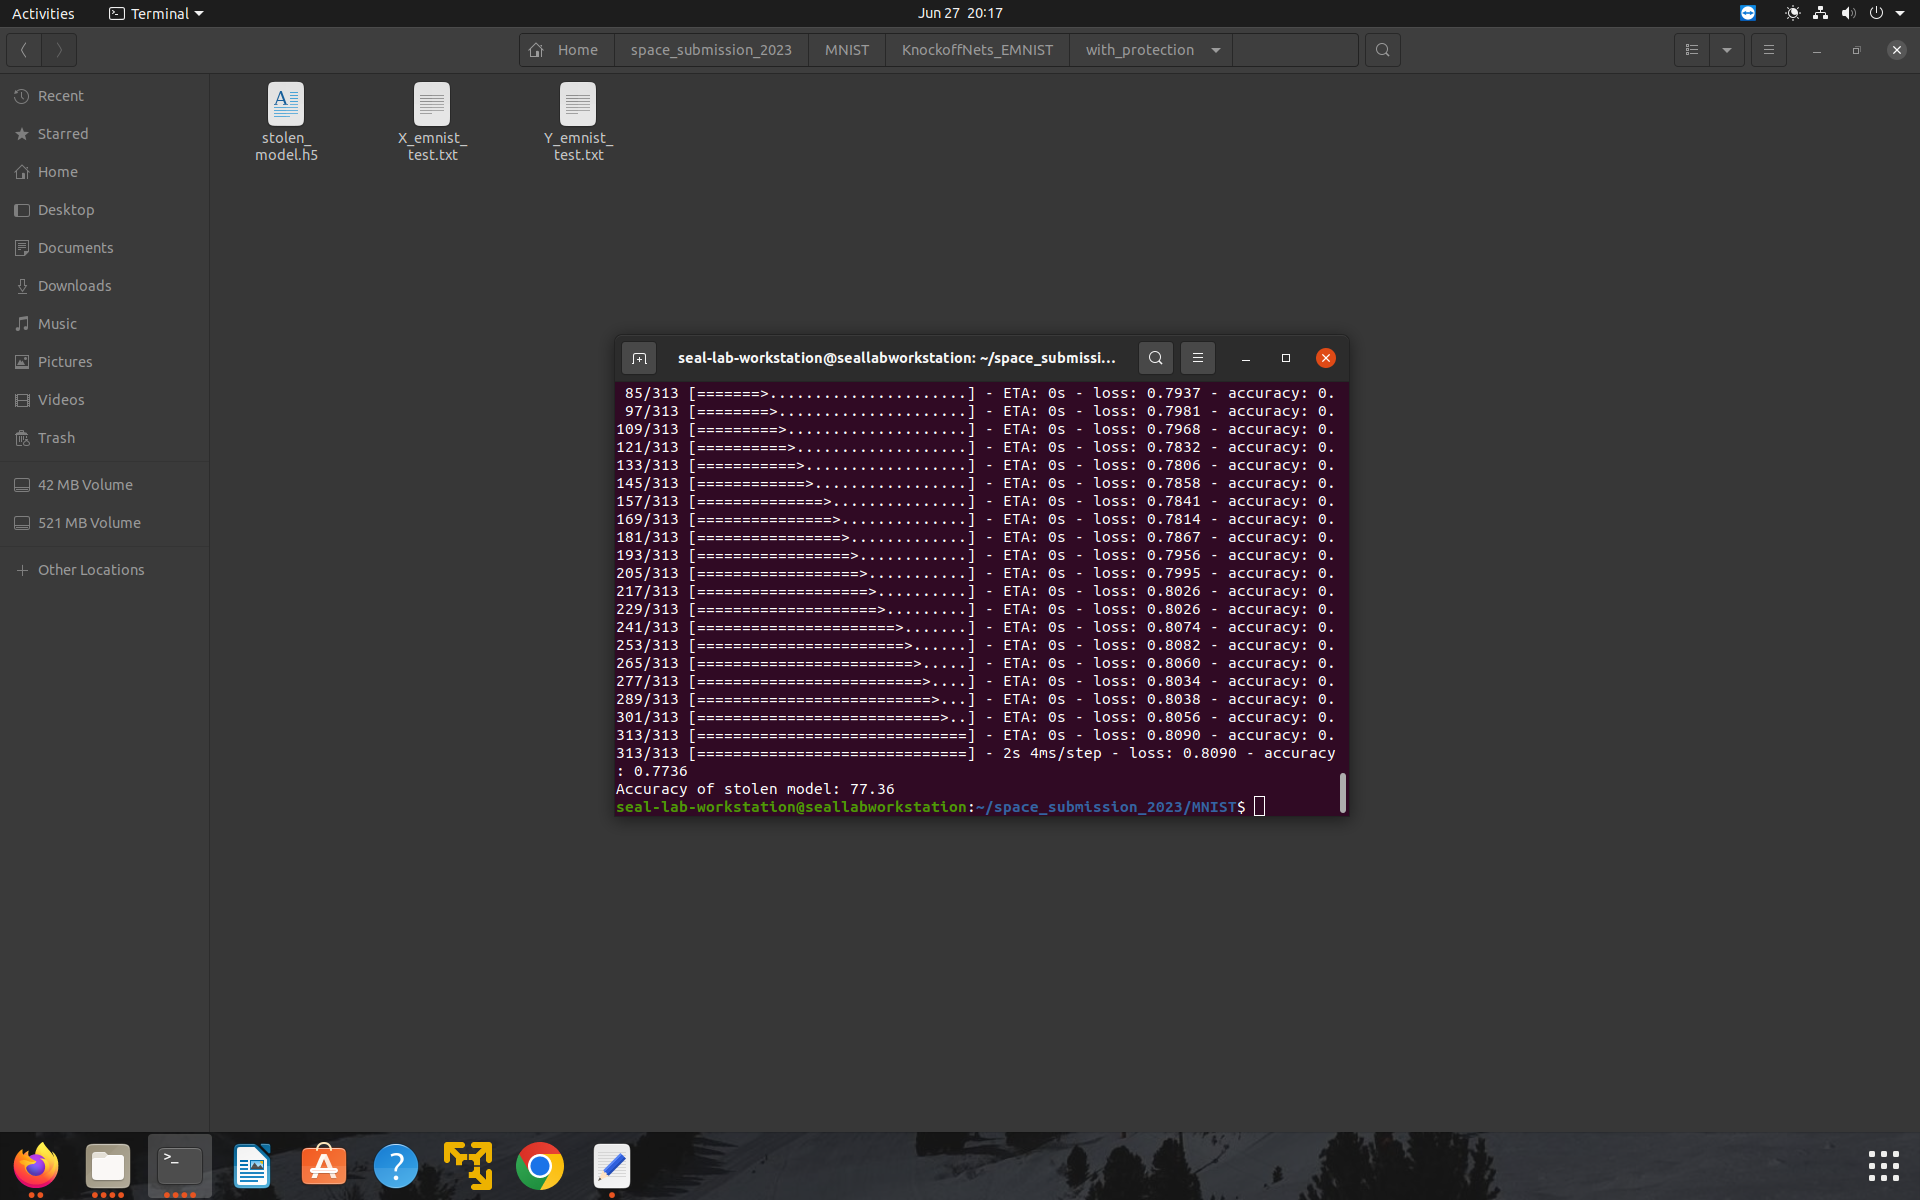 Activities
Terminal
Jun 27 20:17
Home
space_submission_2023
MNIST
KnockoffNets_EMNIST
with_protection
Recent
Starred
Home
Desktop
Documents
Downloads
Music
Pictures
Videos
Trash
42 MB Volume
521 MB Volume
Other Locations
stolen_
model.h5
X_emnist_
test.txt
Y_emnist_
test.txt
seal-lab-workstation@seallabworkstation: ~/space_submissi...
85/313 [=======>......................] - ETA: 0s - loss: 0.7937 - accuracy: 0.
97/313 [========>.....................] - ETA: 0s - loss: 0.7981 - accuracy: 0.
109/313 [=========>....................] - ETA: 0s - loss: 0.7968 - accuracy: 0.
121/313 [==========>...................] - ETA: 0s - loss: 0.7832 - accuracy: 0.
133/313 [===========>..................] - ETA: 0s - loss: 0.7806 - accuracy: 0.
145/313 [============>.................] - ETA: 0s - loss: 0.7858 - accuracy: 0.
157/313 [==============>...............] - ETA: 0s - loss: 0.7841 - accuracy: 0.
169/313 [===============>..............] - ETA: 0s - loss: 0.7814 - accuracy: 0.
181/313 [================>.............] - ETA: 0s - loss: 0.7867 - accuracy: 0.
193/313 [=================>............] - ETA: 0s - loss: 0.7956 - accuracy: 0.
205/313 [==================>...........] - ETA: 0s - loss: 0.7995 - accuracy: 0.
217/313 [===================>..........] - ETA: 0s - loss: 0.8026 - accuracy: 0.
229/313 [====================>.........] - ETA: 0s - loss: 0.8026 - accuracy: 0.
241/313 [======================>.......] - ETA: 0s - loss: 0.8074 - accuracy: 0.
253/313 [=======================>......] - ETA: 0s - loss: 0.8082 - accuracy: 0.
265/313 [========================>.....] - ETA: 0s - loss: 0.8060 - accuracy: 0.
277/313 [=========================>....] - ETA: 0s - loss: 0.8034 - accuracy: 0.
289/313 [==========================>...] - ETA: 0s - loss: 0.8038 - accuracy: 0.
301/313 [===========================>..] - ETA: 0s - loss: 0.8056 - accuracy: 0.
313/313 [==============================] - ETA: 0s - loss: 0.8090 - accuracy: 0.
313/313 [==============================] - 2s 4ms/step - loss: 0.8090 - accuracy
: 0.7736
Accuracy of stolen model: 77.36
seal-lab-workstation@seallabworkstation:~/space_submission_2023/MNIST$